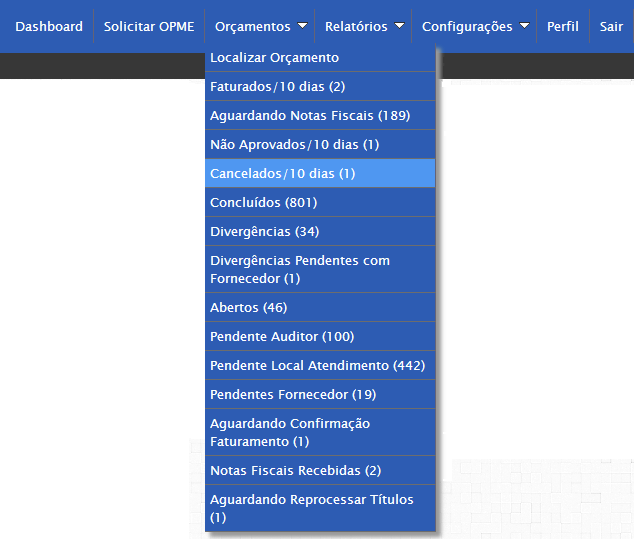 Dashboard Solicitar OPME Orçamentos Relatórios Configurações Perfil Sair
Localizar Orçamento
Faturados/10 dias (2)
Aguardando Notas Fiscais (189)
Não Aprovados/10 dias (1)
Cancelados/10 dias (1)
Concluídos (801)
Divergências (34)
Divergências Pendentes com
Fornecedor (1)
Abertos (46)
Pendente Auditor (100)
Pendente Local Atendimento (442)
Pendentes Fornecedor (19)
Aguardando Confirmação
Faturamento (1)
Notas Fiscais Recebidas (2)
Aguardando Reprocessar Títulos
(1)